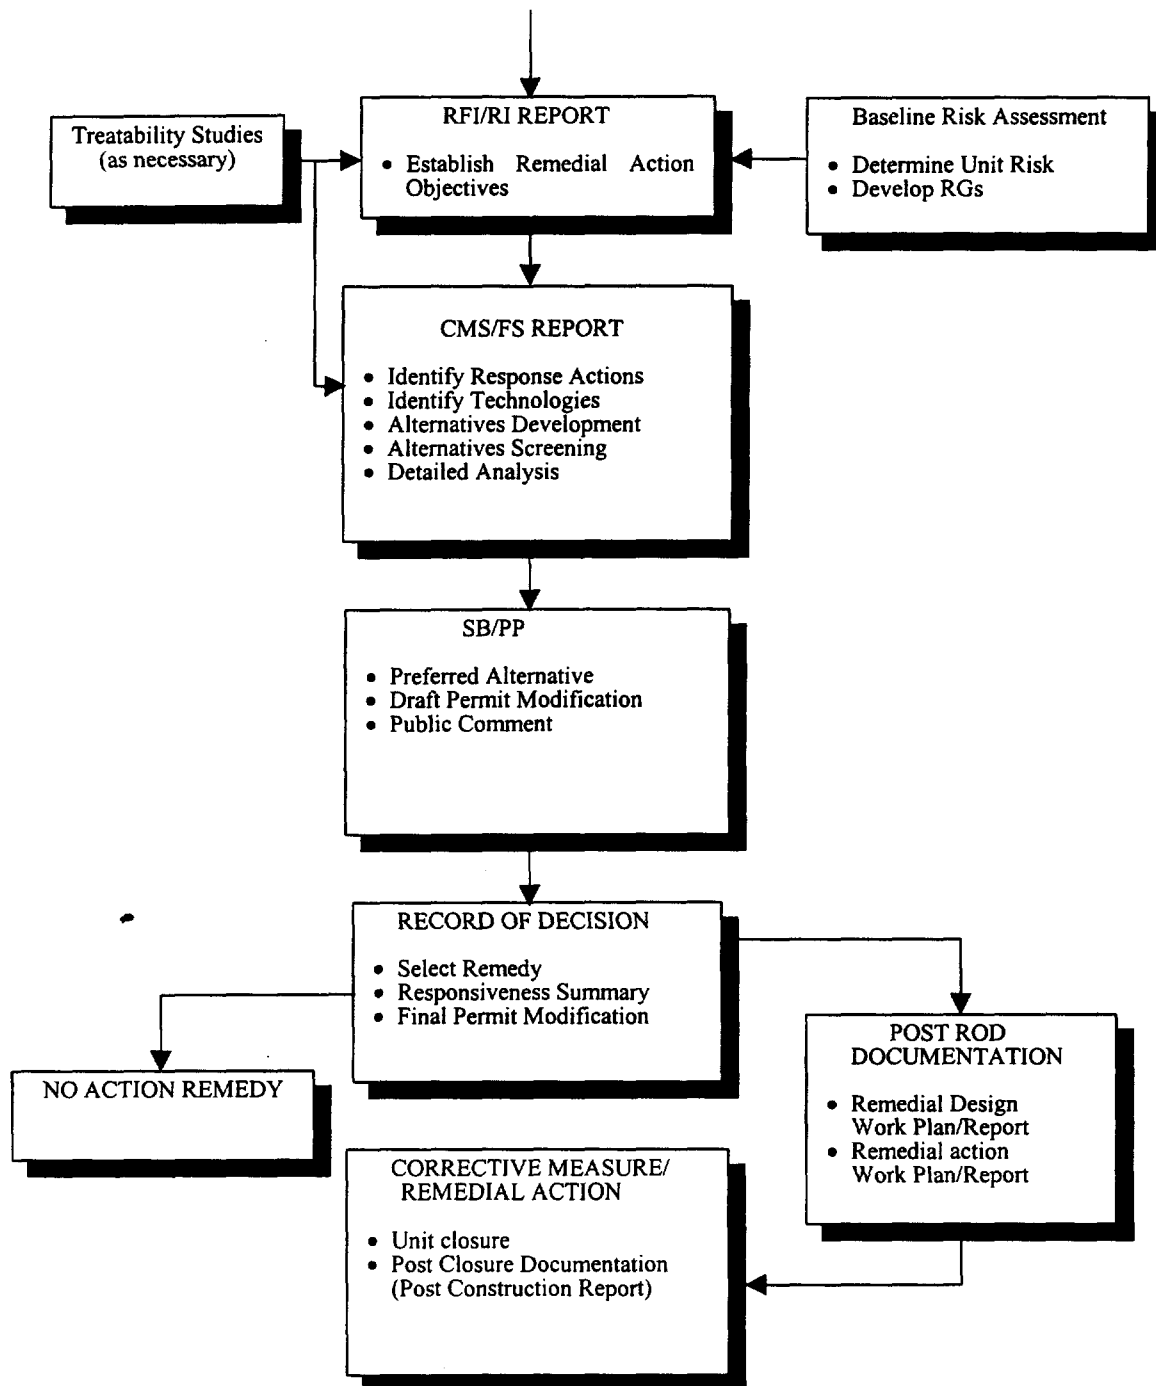 Treatability Studies
(as necessary)
RFI/RI REPORT
• Establish Remedial Action
Objectives
Baseline Risk Assessment
• Determine Unit Risk
• Develop RGs
CMS/FS REPORT
• Identify Response Actions
• Identify Technologies
• Alternatives Development
• Alternatives Screening
• Detailed Analysis
SB/PP
• Preferred Alternative
• Draft Permit Modification
• Public Comment
RECORD OF DECISION
• Select Remedy
• Responsiveness Summary
• Final Permit Modification
NO ACTION REMEDY
POST ROD
DOCUMENTATION
• Remedial Design
Work Plan/Report
• Remedial action
Work Plan/Report
CORRECTIVE MEASURE/
REMEDIAL ACTION
• Unit closure
• Post Closure Documentation
(Post Construction Report)